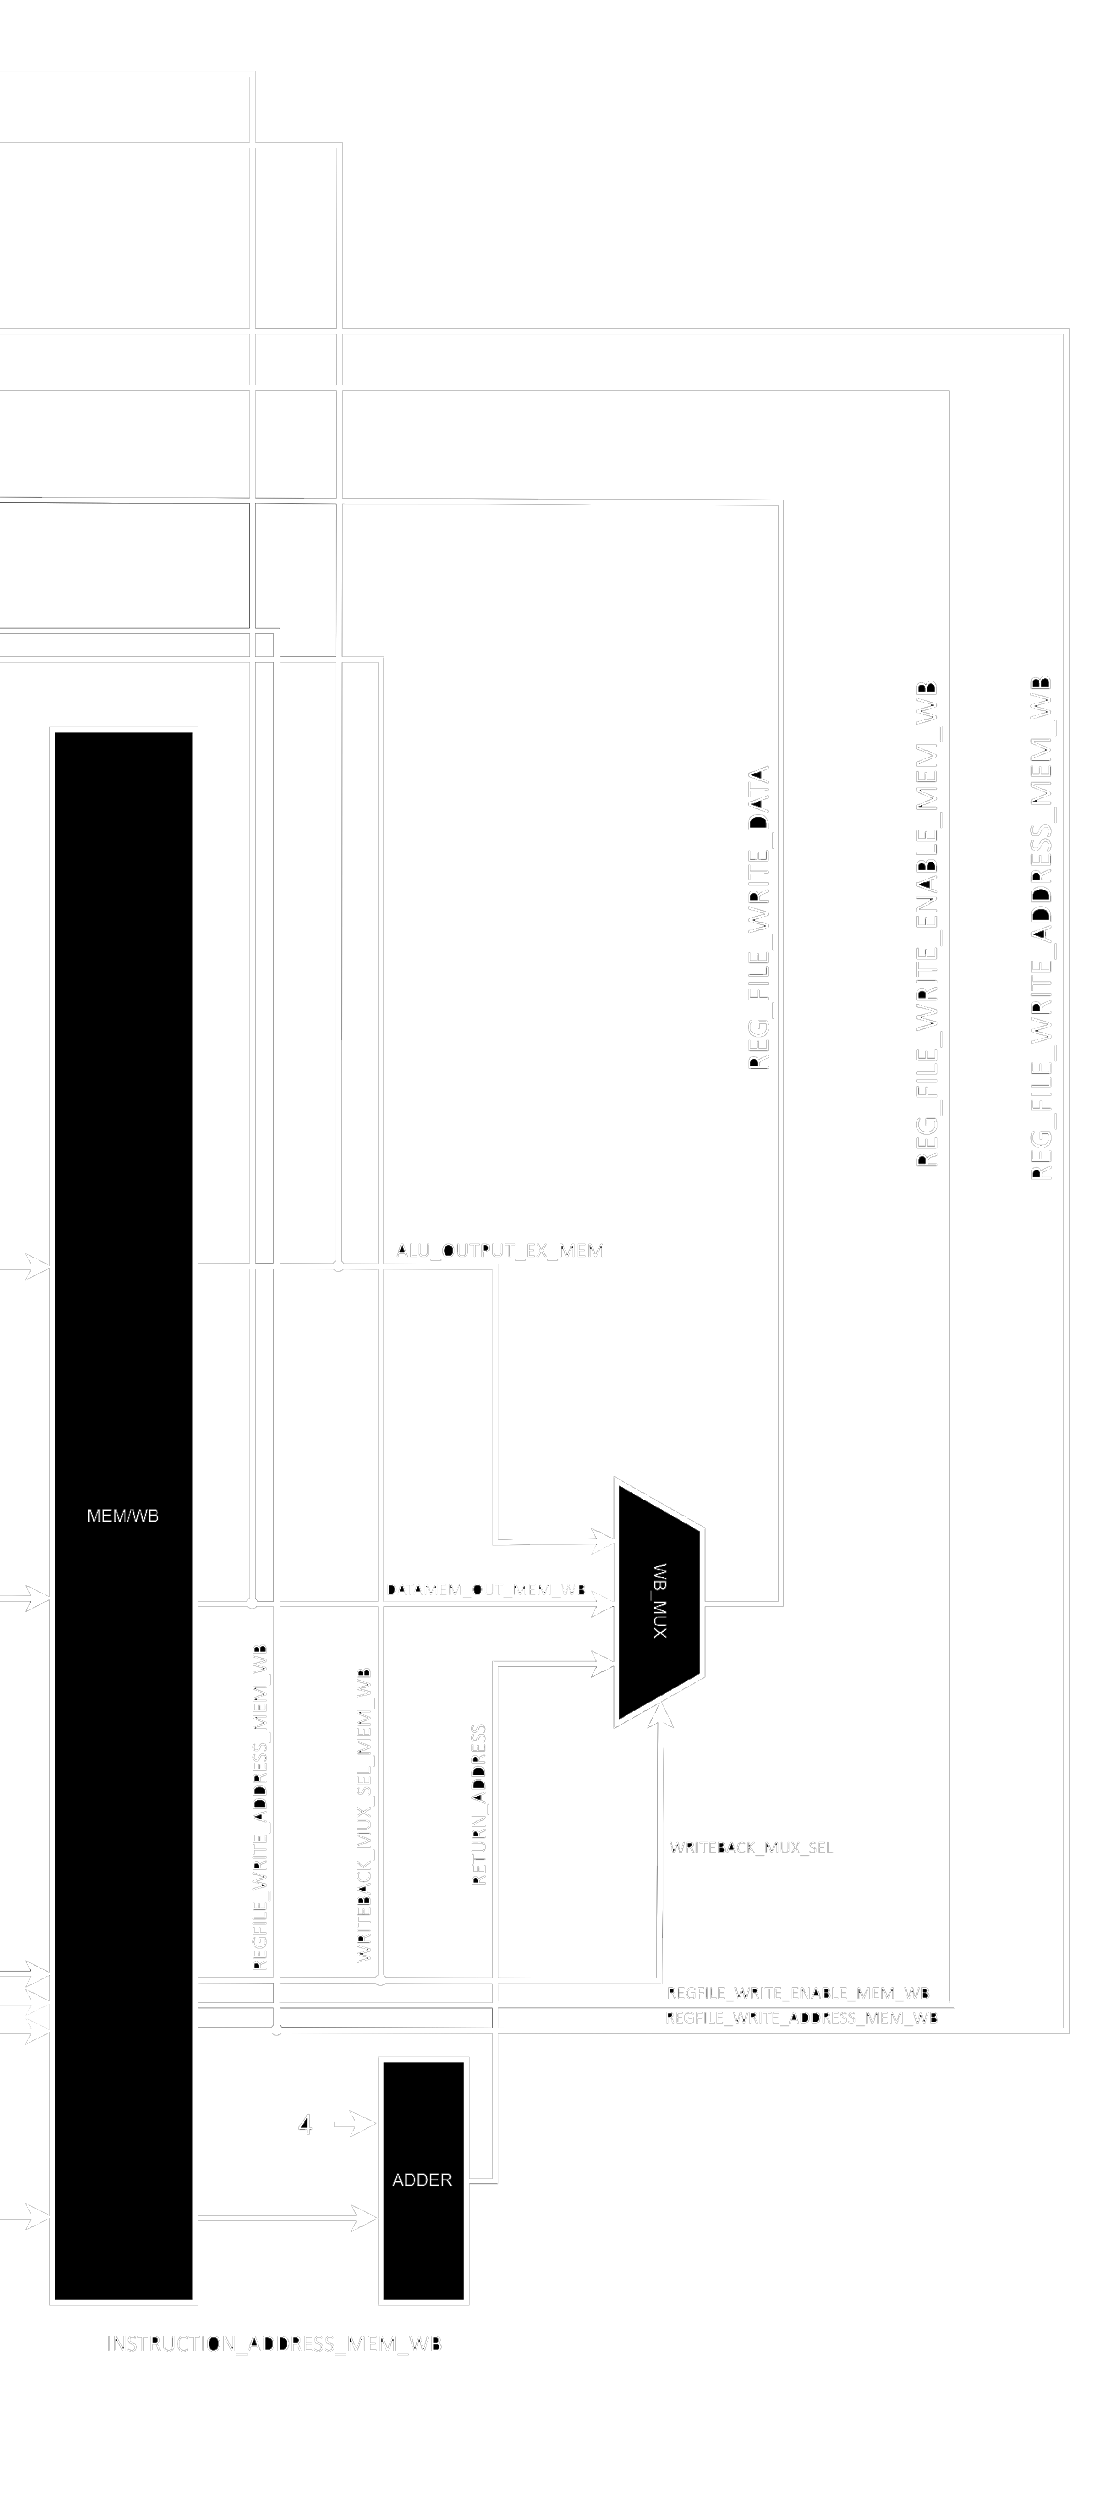 REG_FILE_WRITE_DATA
REG_FILE_WRITE_ENABLE_MEM_WB
REG_FILE_WRITE_ADDRESS_MEM_WB
ALU_OUTPUT_EX_MEM
MEM/WB
DATAMEM_OUT_MEM_WB
WB_MUX
REGFILE_WRITE_ADDRESS_MEM_WB
WRITEBACK_MUX_SEL_MEM_WB
RETURN_ADDRESS
WRITEBACK_MUX_SEL
REGFILE_WRITE_ENABLE_MEM_WB
REGFILE_WRITE_ADDRESS_MEM_WB
4
ADDER
INSTRUCTION_ADDRESS_MEM_WB